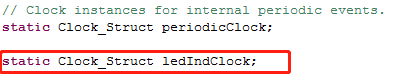 // Clock instances for internal periodic events.
static Clock_Struct periodicClock;
static Clock_Struct ledIndClock;